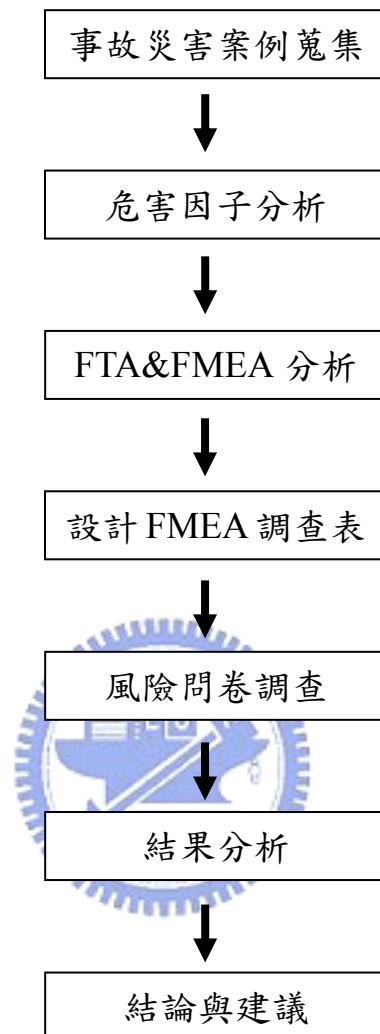 事故災害案例蒐集
危害因子分析
FTA&FMEA 分析
設計 FMEA 調查表
風險問卷調查
結果分析
結論與建議